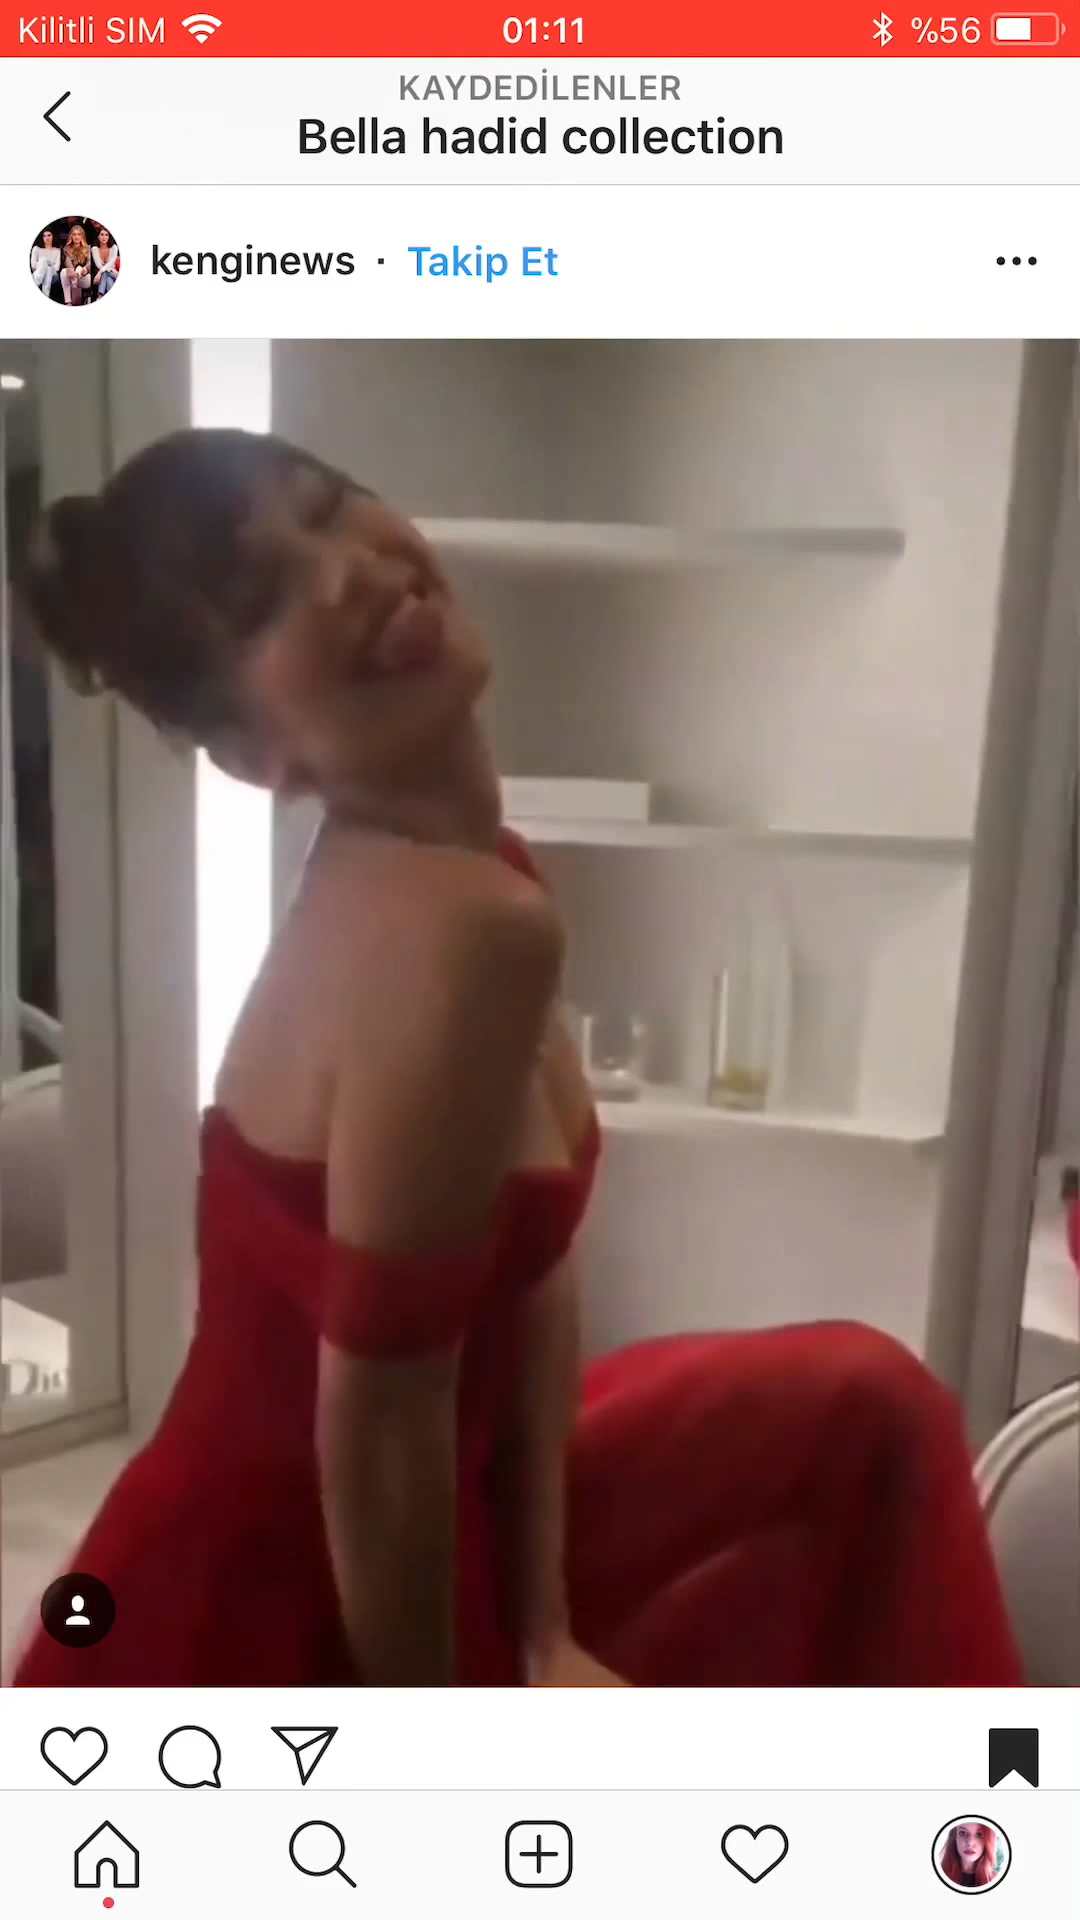 Kilitli SIM 01:11 %56
KAYDEDİLENLER
Bella hadid collection
kenginews · Takip Et